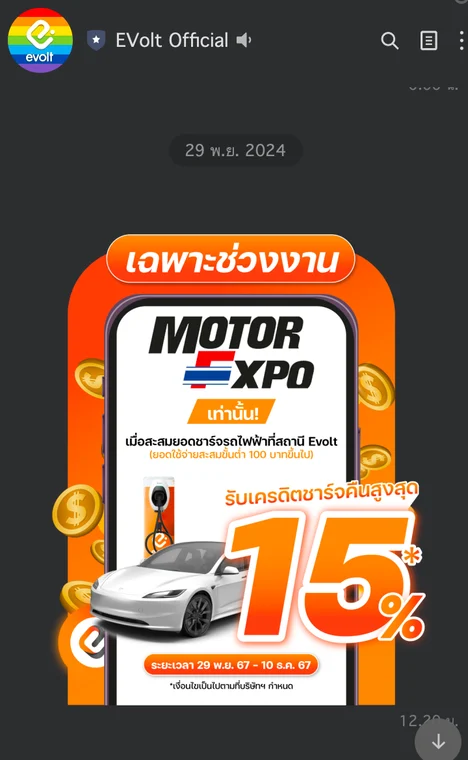 evolt
EVolt Official
29 พ.ย. 2024
เฉพาะช่วงงาน
MOTOR
EXPO
เท่านั้น!
เมื่อสะสมยอดชาร์จรถไฟฟ้าที่สถานี Evolt
(ยอดใช้จ่ายสะสมขั้นต่ำ 100 บาทขึ้นไป)
รับเครดิตชาร์จคืนสูงสุด
15%*
ระยะเวลา 29 พ.ย. 67 - 10 ธ.ค. 67
*เงื่อนไขเป็นไปตามที่บริษัทฯ กำหนด